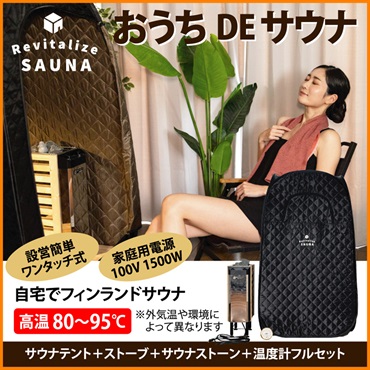 Revitalize
SAUNA
おうち DE サウナ
設営簡単
ワンタッチ式
家庭用電源
100V 1500W
Revitalize
SAUNA
自宅でフィンランドサウナ
高温 80～95℃
※外気温や環境に
よって異なります
サウナテント＋ストーブ＋サウナストーン＋温度計フルセット